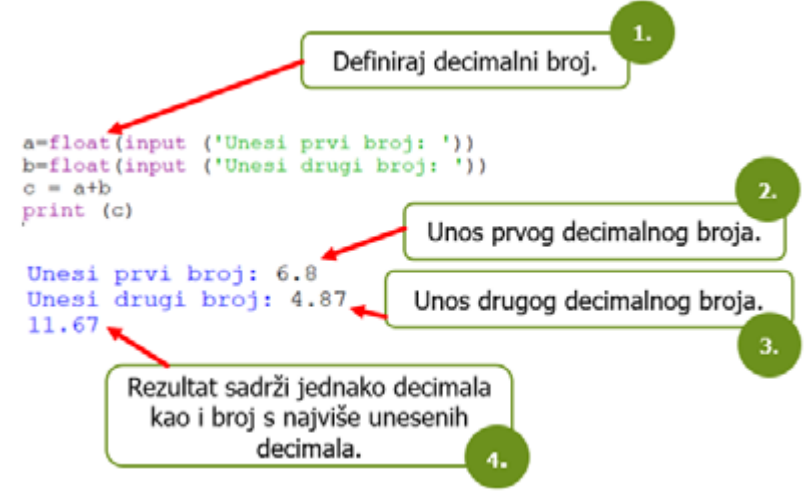 1.
Definiraj decimalni broj.
a=float(input ('Unesi prvi broj: '))
b=float(input ('Unesi drugi broj: '))
c = a+b
print (c)
2.
Unos prvog decimalnog broja.
Unesi prvi broj: 6.8
Unesi drugi broj: 4.87
11.67
Unos drugog decimalnog broja.
3.
Rezultat sadrži jednako decimala
kao i broj s najviše unesenih
decimala.
4.